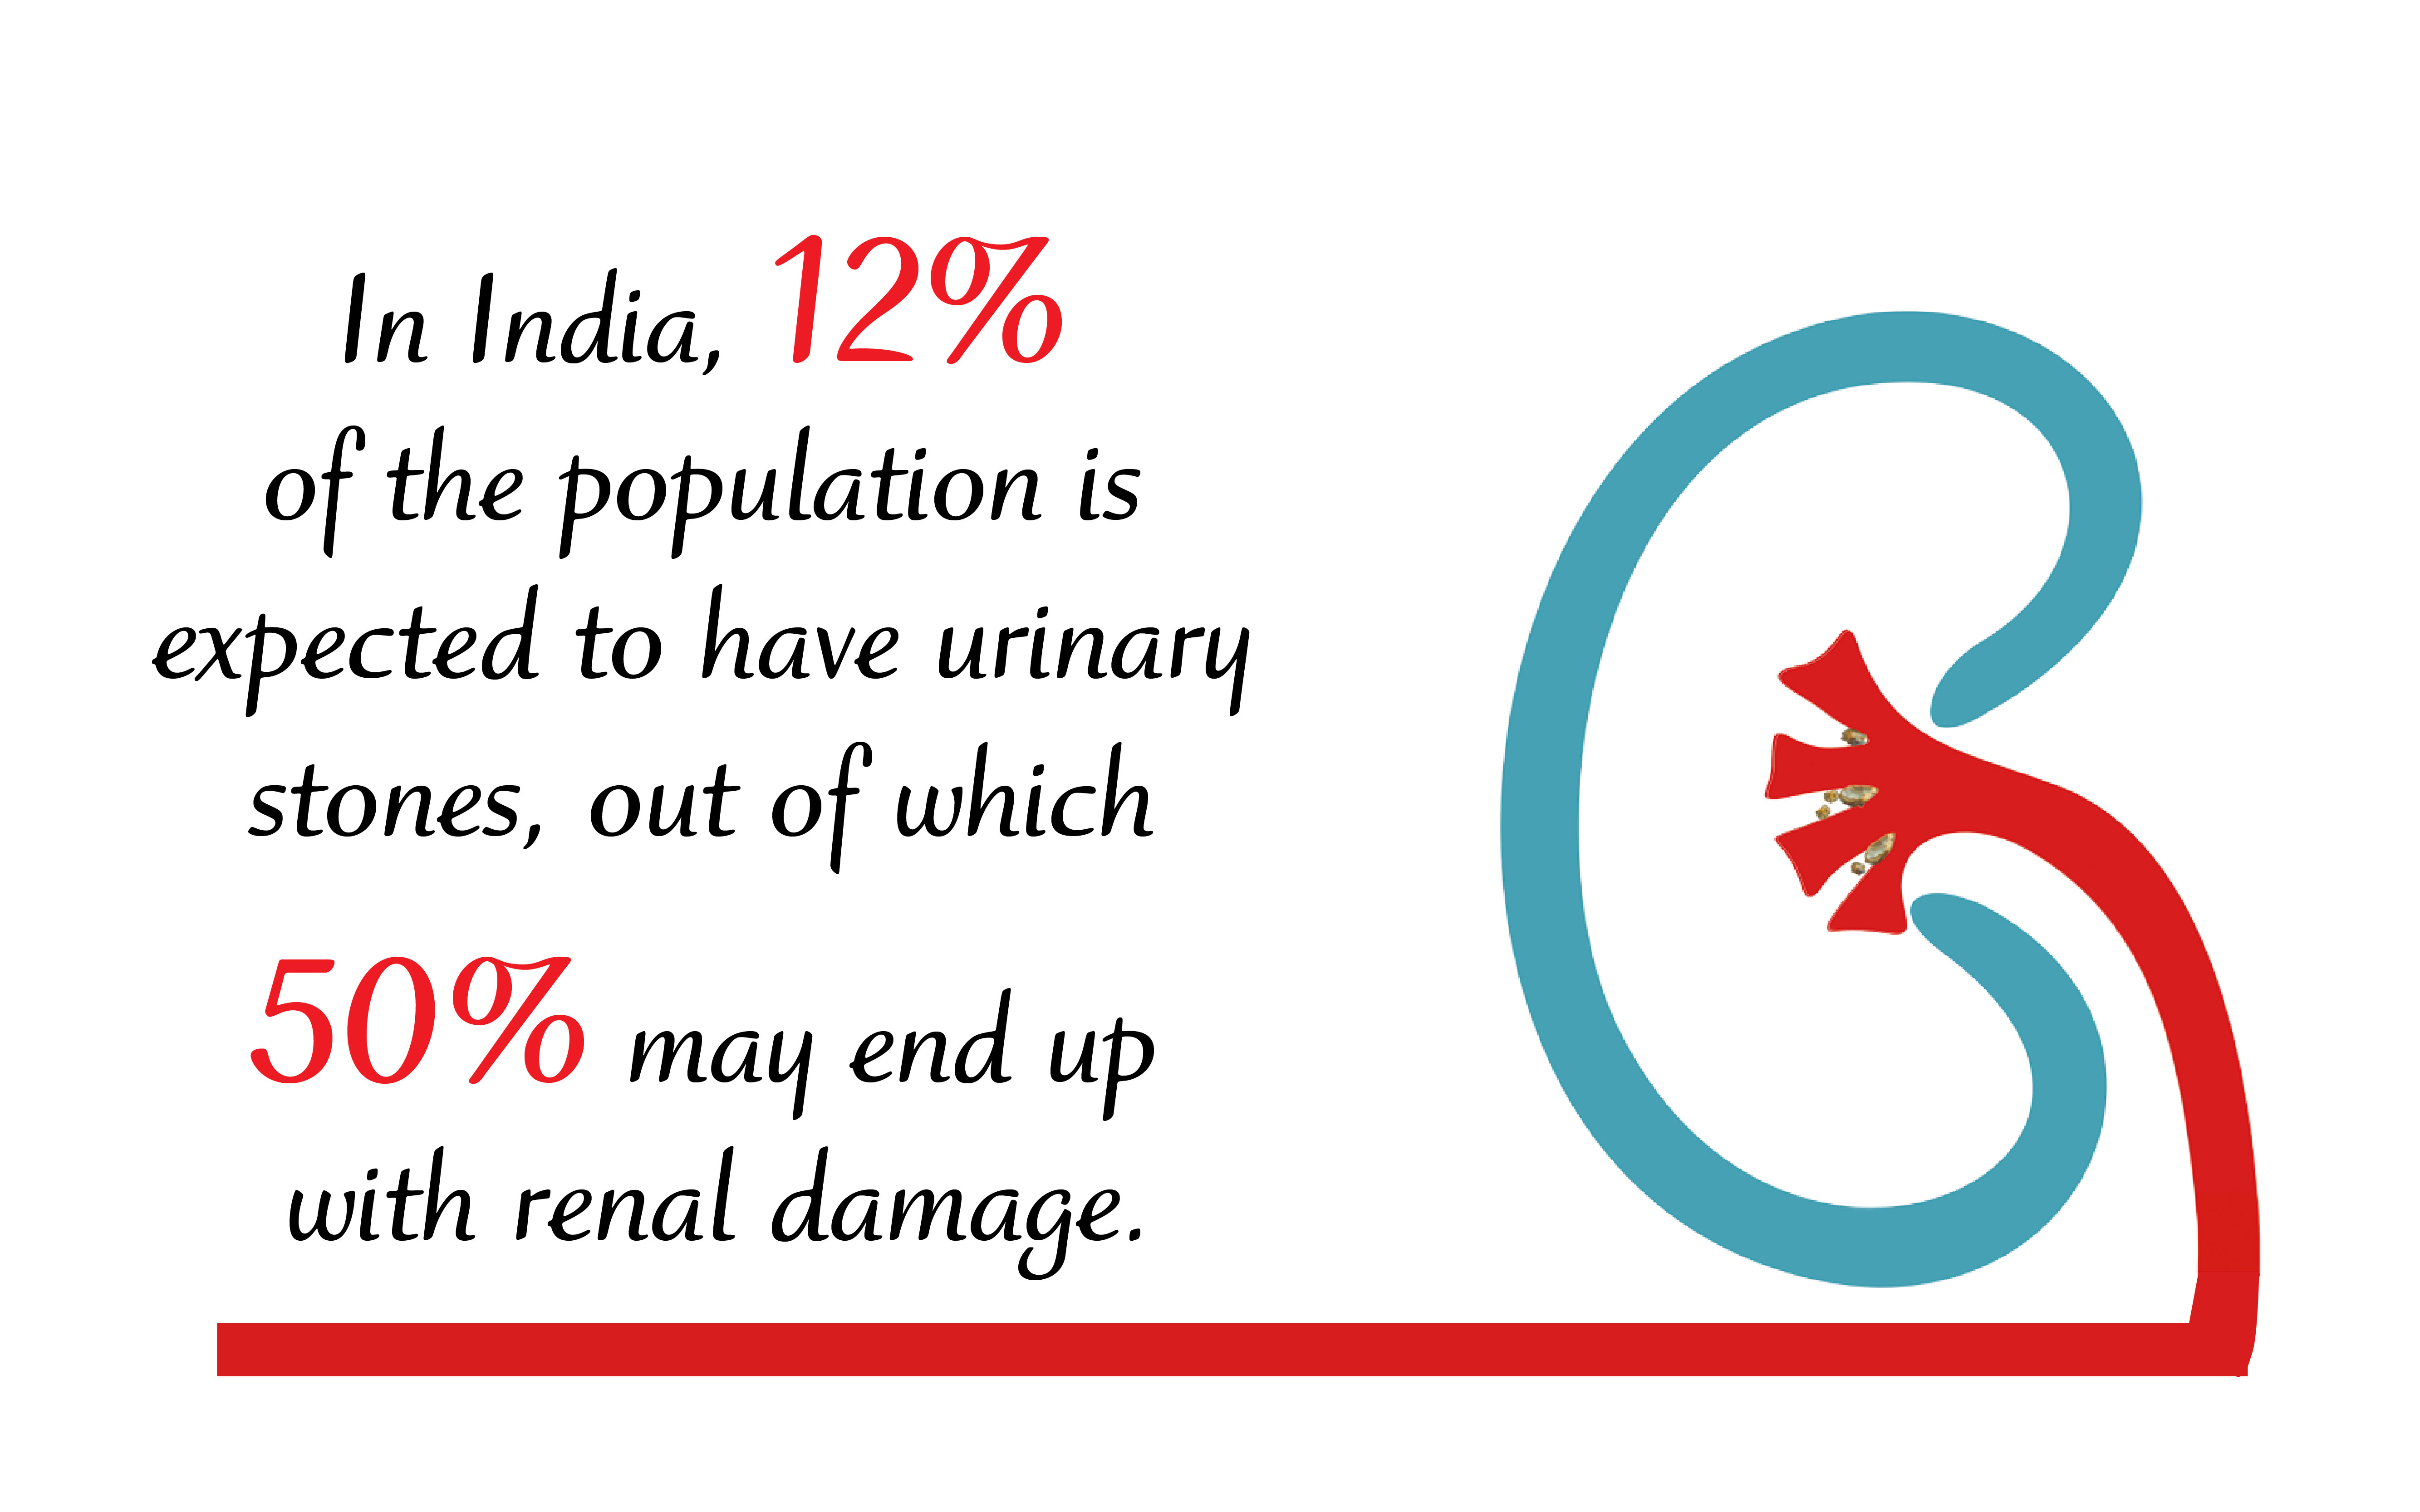 In India, 12%
of the population is
expected to have urinary
stones, out of which
50% may end up
with renal damage.